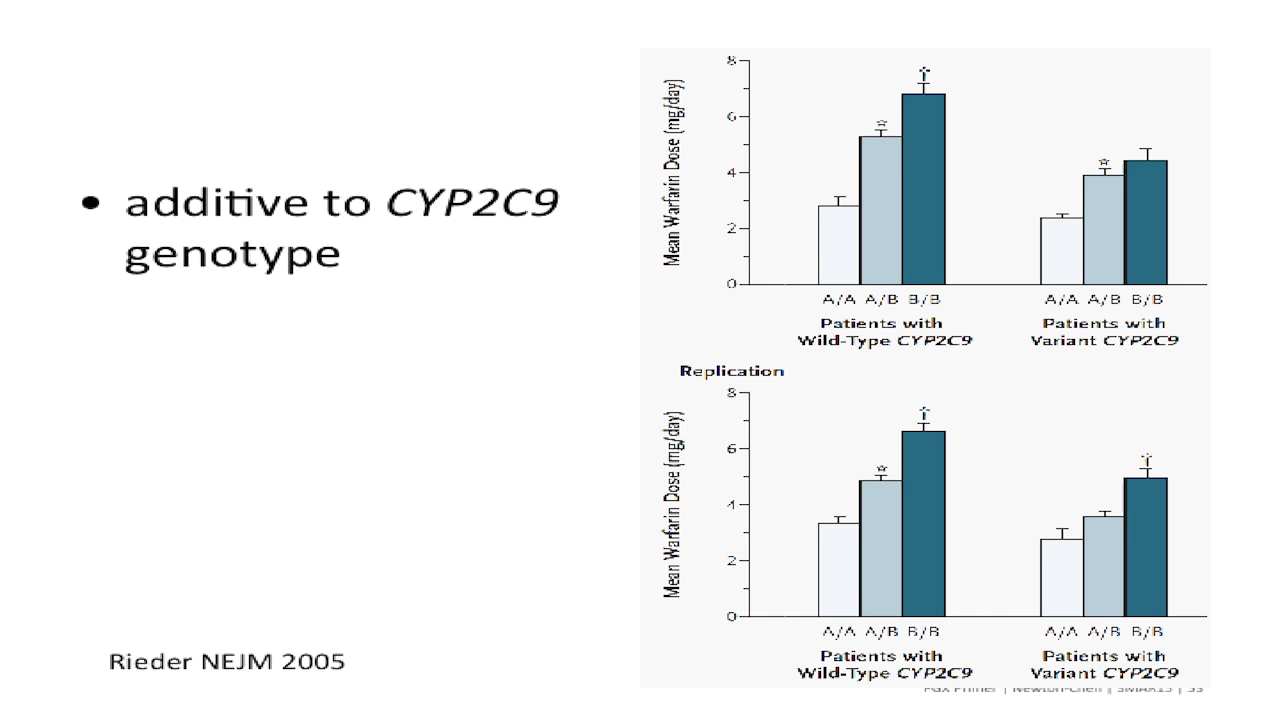 • additive to CYP2C9
genotype
Rieder NEJM 2005
Mean Warfarin Dose (mg/day)
8
6
4
2
0
☆
†
☆
A/A A/B B/B
A/A A/B B/B
Patients with
Wild-Type CYP2C9
Patients with
Variant CYP2C9
Replication
Mean Warfarin Dose (mg/day)
8
6
4
2
0
☆
†
†
A/A A/B B/B
A/A A/B B/B
Patients with
Wild-Type CYP2C9
Patients with
Variant CYP2C9